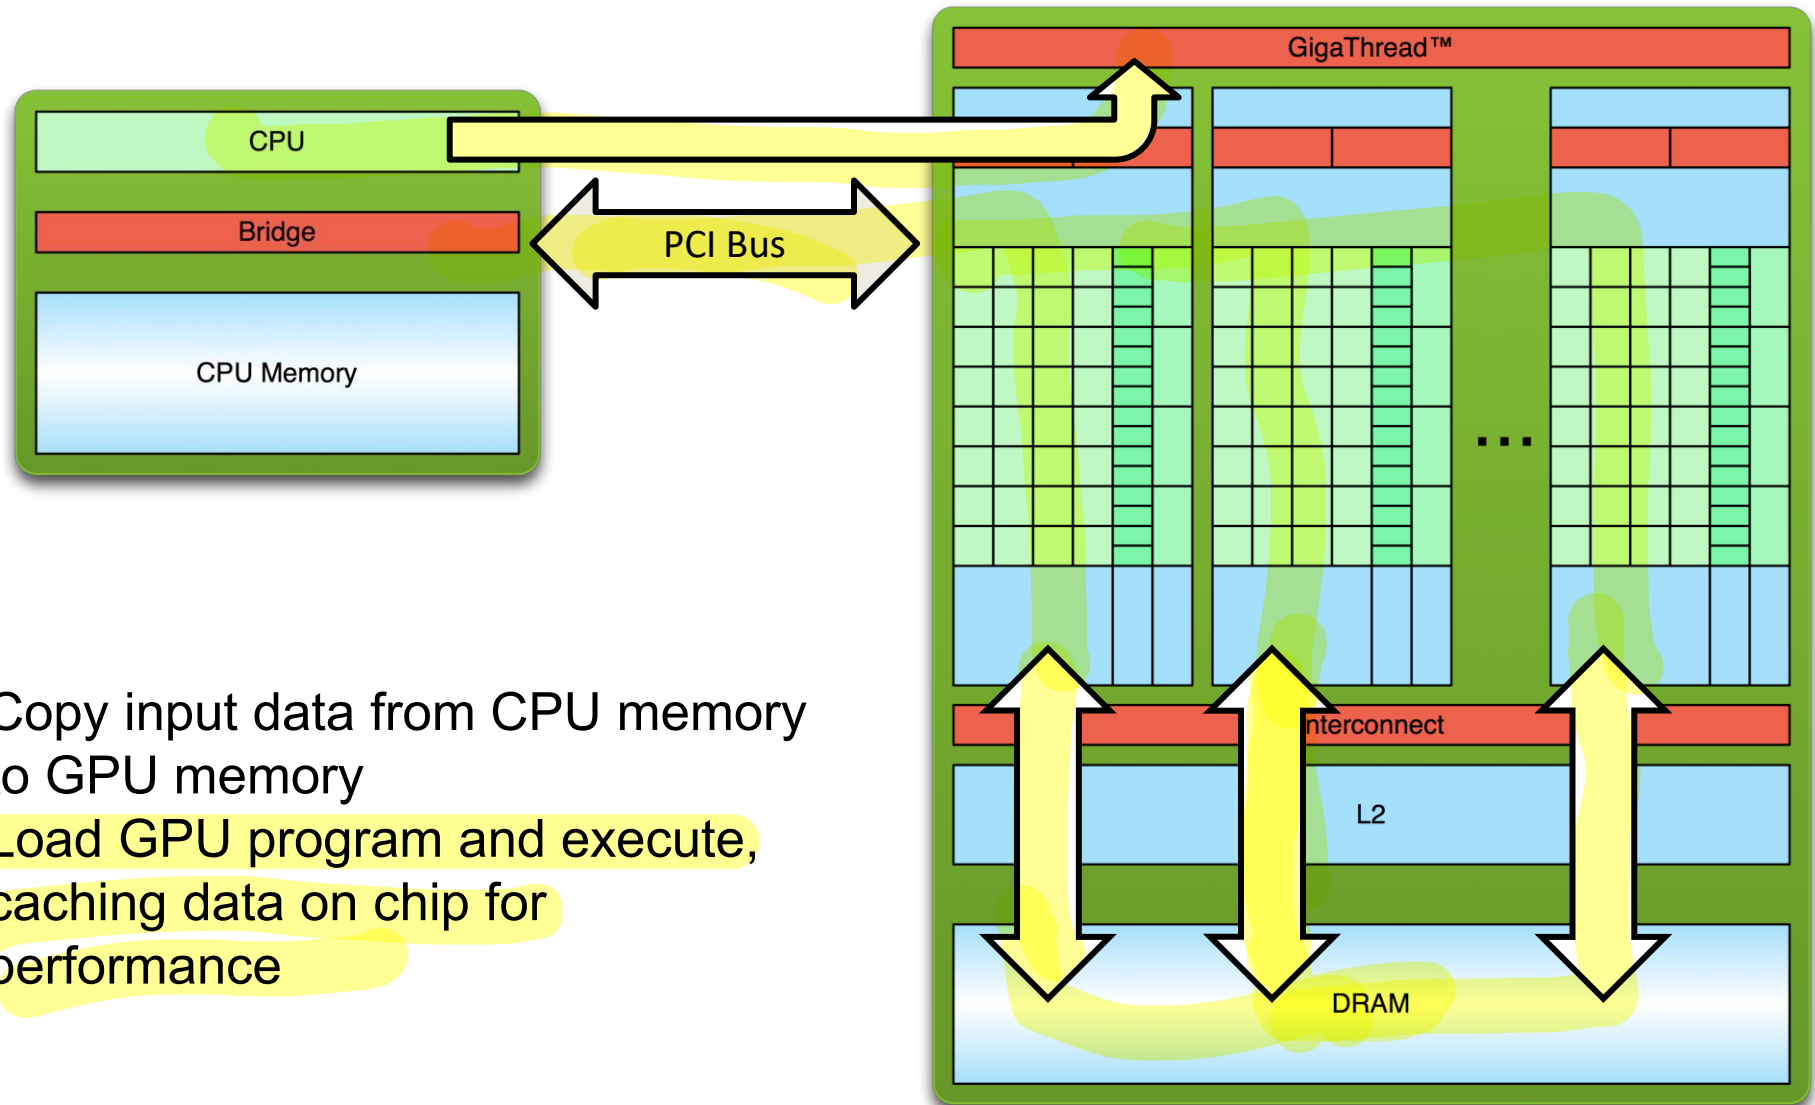 GigaThread™
CPU
Bridge
PCI Bus
CPU Memory
...
Copy input data from CPU memory
to GPU memory
Load GPU program and execute,
caching data on chip for
performance
nterconnect
L2
DRAM